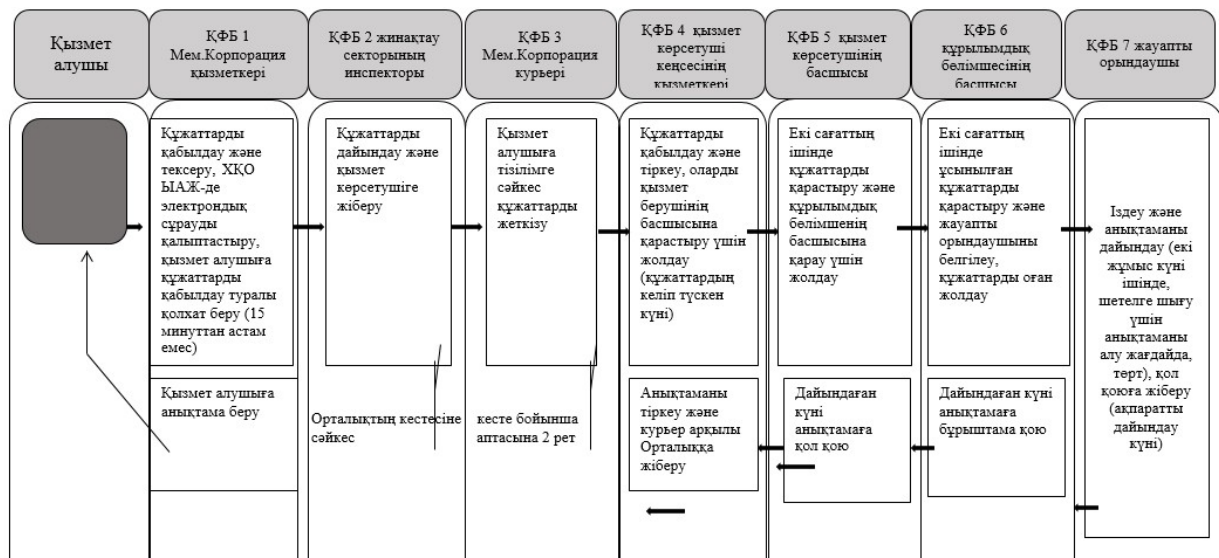 Қызмет
алушы
ҚФБ 1
Мем.Корпорация
қызметкері
ҚФБ 2 жинақтау
секторының
инспекторы
ҚФБ 3
Мем.Корпорация
курьері
ҚФБ 4 қызмет
көрсетуші
кеңсесінің
қызметкері
ҚФБ 5 қызмет
көрсетушінің
басшысы
ҚФБ 6
құрылымдық
бөлімшесінің
басшысы
ҚФБ 7 жауапты
орындаушы
Құжаттарды
қабылдау және
тексеру, ХҚО
ЫАЖ-де
электрондық
сұрауды
қалыптастыру,
қызмет алушыға
құжаттарды
қабылдау туралы
қолхат беру (15
минуттан астам
емес)
Құжаттарды
дайындау және
қызмет
көрсетушіге
жіберу
Қызмет
алушыға
тізілімге
сәйкес
құжаттарды
жеткізу
Құжаттарды
қабылдау және
тіркеу, оларды
қызмет
берушінің
басшысына
қарастыру үшін
жолдау
(құжаттардың
келіп түскен
күні)
Екі сағаттың
ішінде
құжаттарды
қарастыру және
құрылымдық
бөлімшенің
басшысына
қарау үшін
жолдау
Екі сағаттың
ішінде
ұсынылған
құжаттарды
қарастыру және
жауапты
орындаушыны
белгілеу,
құжаттарды оған
жолдау
Іздеу және
анықтаманы
дайындау (екі
жұмыс күні
ішінде,
шетелге шығу
үшін
анықтаманы
алу жағдайда,
төрт), қол
қоюға жіберу
(ақпаратты
дайындау
күні)
Қызмет алушыға
анықтама беру
Орталықтың кестесіне
сәйкес
кесте бойынша
аптасына 2 рет
Анықтаманы
тіркеу және
курьер арқылы
Орталыққа
жіберу
Дайындаған
күні
анықтамаға
қол қою
Дайындаған күні
анықтамаға
бұрыштама қою